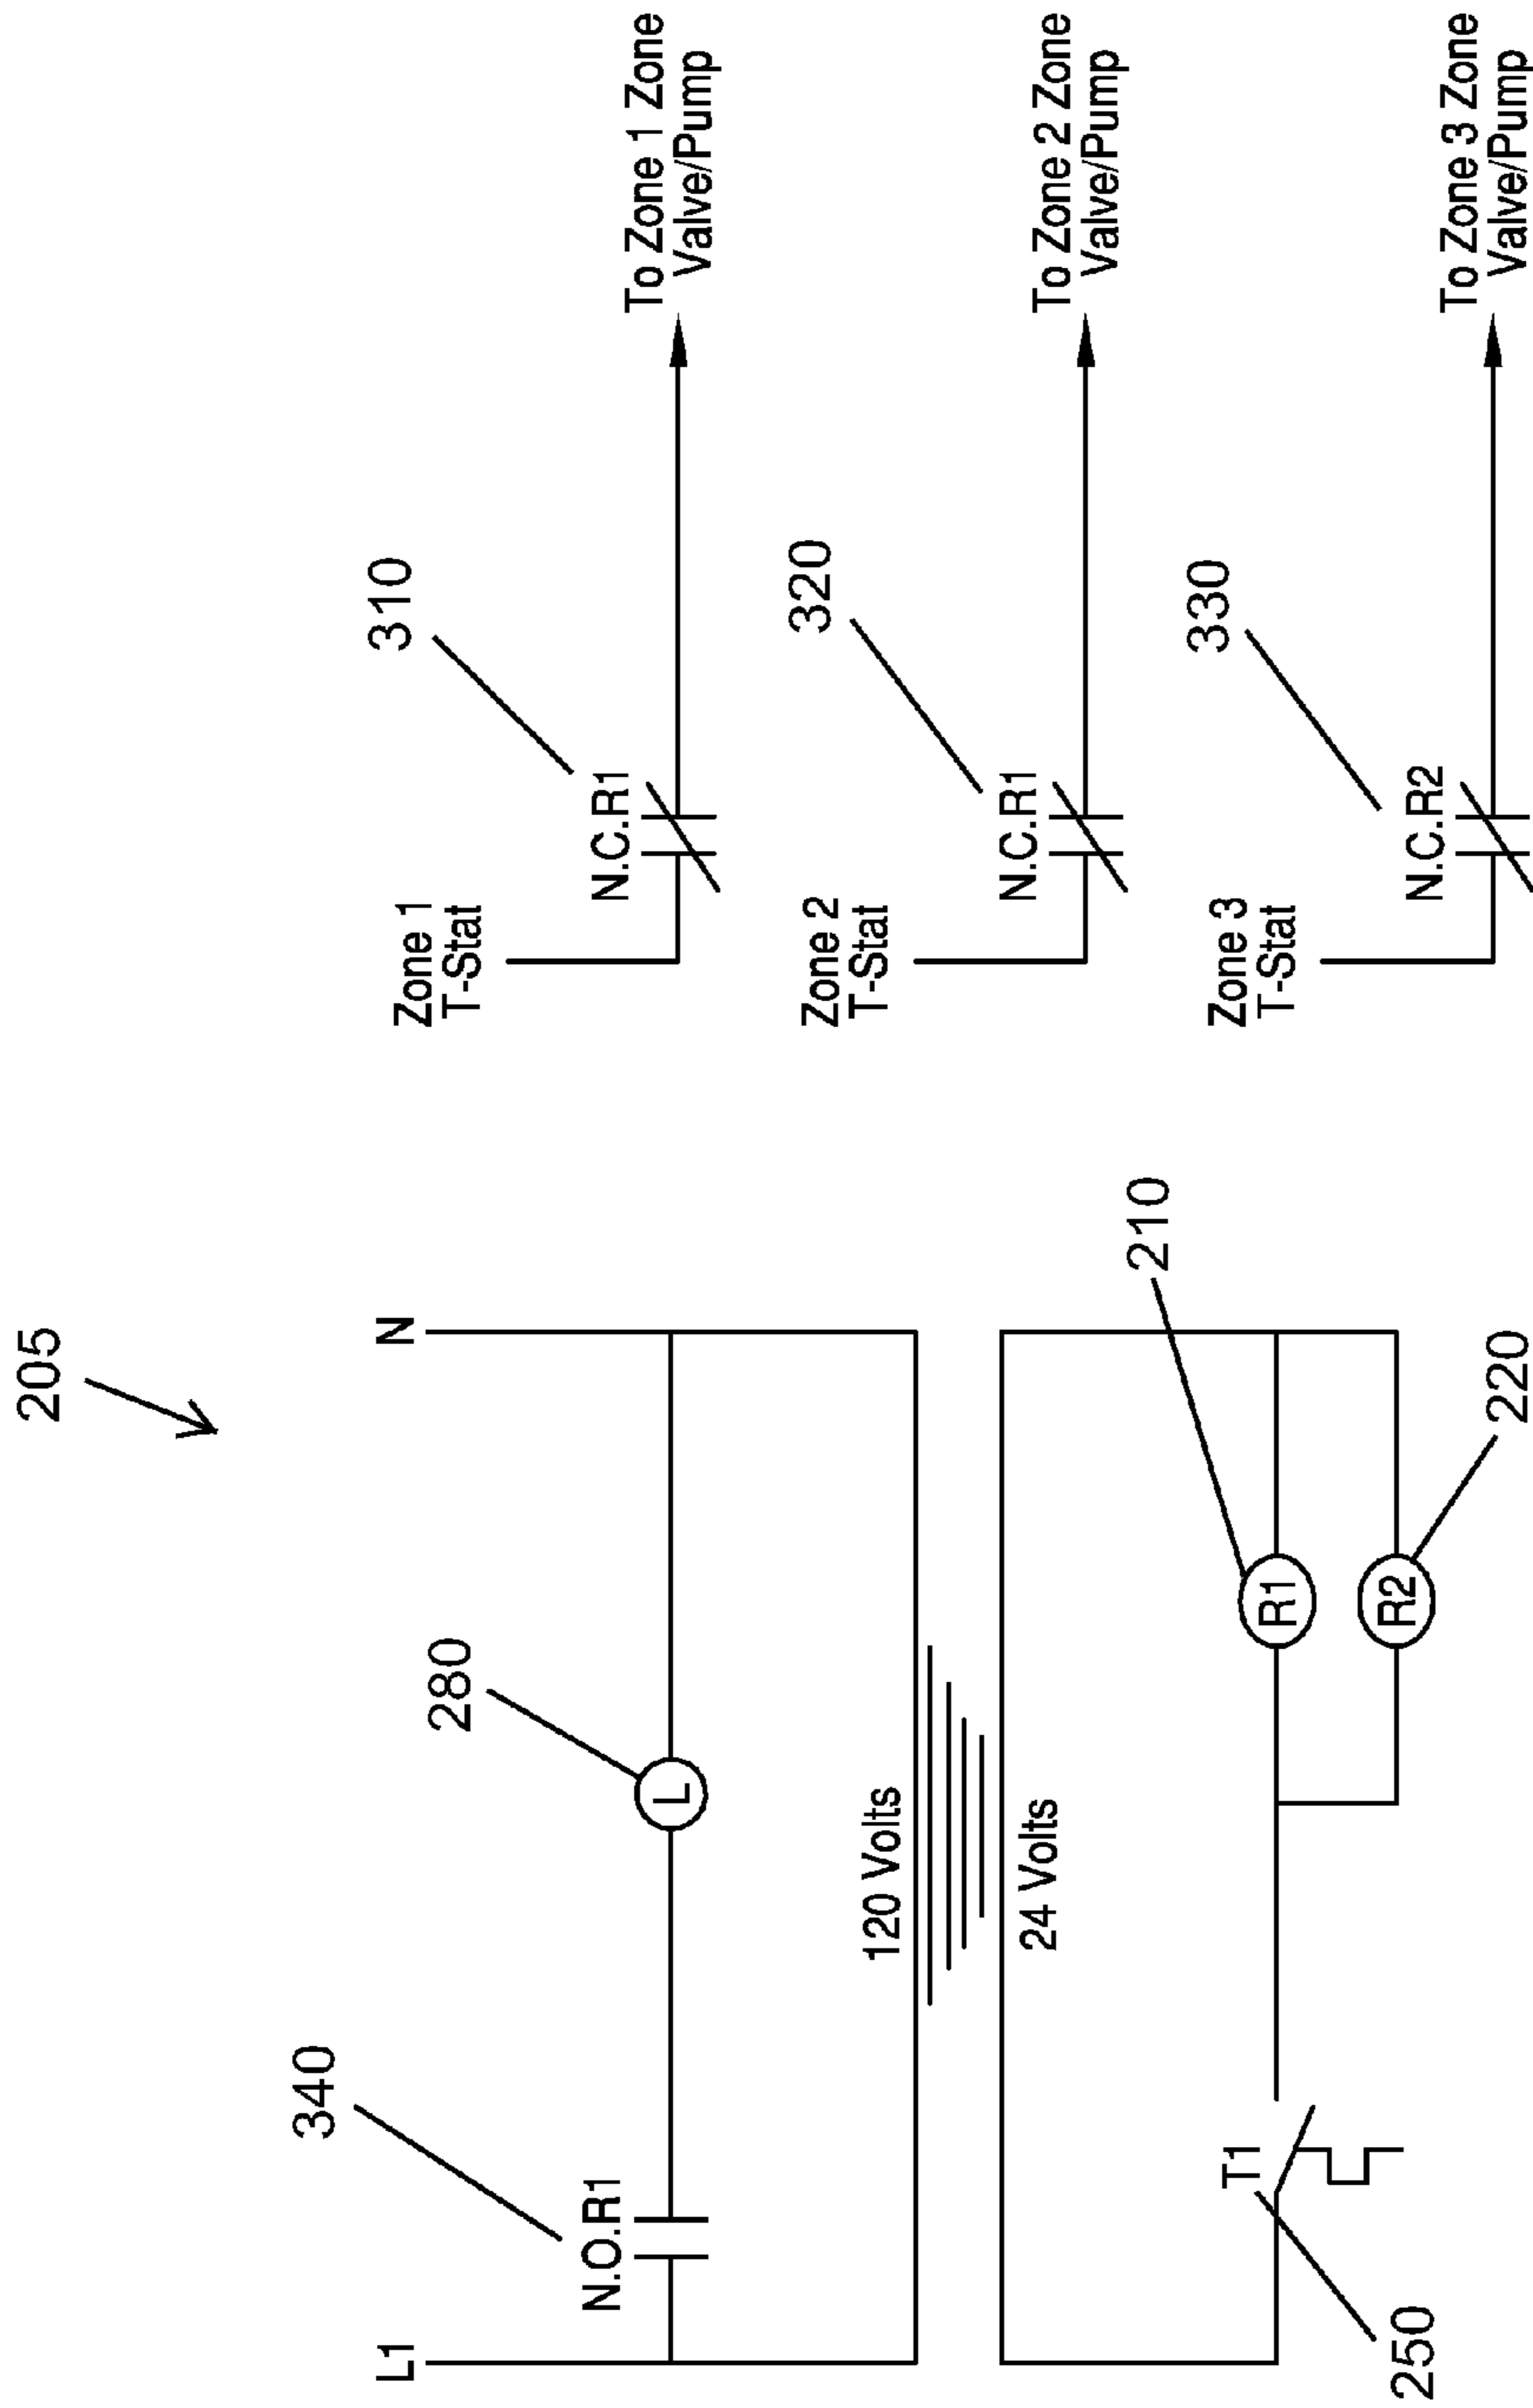 205
L1
N
340
N.O.R1
280
L
120 Volts
24 Volts
T1
250
R1
210
R2
220
Zone 1
T-Stat
N.C.R1
310
To Zone 1 Zone
Valve/Pump
Zone 2
T-Stat
N.C.R1
320
To Zone 2 Zone
Valve/Pump
Zone 3
T-Stat
N.C.R2
330
To Zone 3 Zone
Valve/Pump